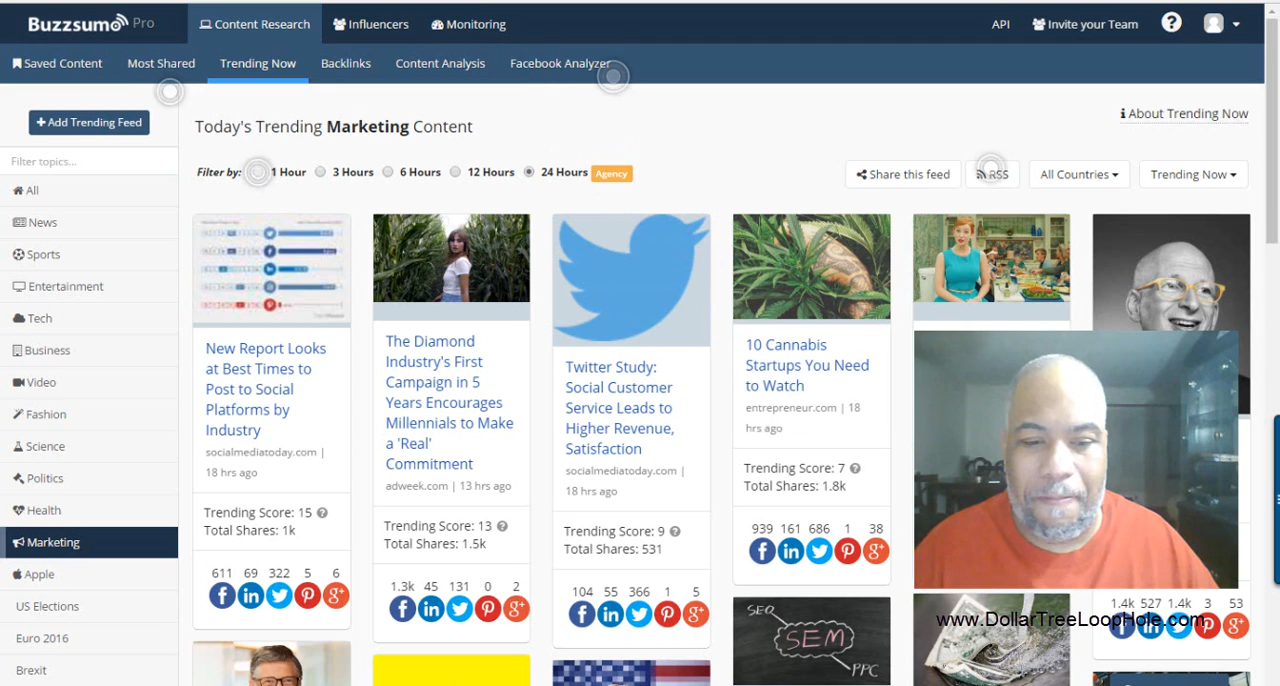 Buzzsumo Pro
Content Research
Influencers
Monitoring
API
Invite your Team
?
Saved Content
Most Shared
Trending Now
Backlinks
Content Analysis
Facebook Analyzer
+ Add Trending Feed
Filter topics...
All
News
Sports
Entertainment
Tech
Business
Video
Fashion
Science
Politics
Health
Marketing
Apple
US Elections
Euro 2016
Brexit
About Trending Now
Today's Trending Marketing Content
Filter by: 1 Hour 3 Hours 6 Hours 12 Hours 24 Hours Agency
Share this feed
RSS
All Countries
Trending Now
New Report Looks
at Best Times to
Post to Social
Platforms by
Industry
socialmediatoday.com |
18 hrs ago
Trending Score: 15 ?
Total Shares: 1k
611 69 322 5 6
The Diamond
Industry's First
Campaign in 5
Years Encourages
Millennials to Make
a 'Real'
Commitment
adweek.com | 13 hrs ago
Trending Score: 13 ?
Total Shares: 1.5k
1.3k 45 131 0 2
Twitter Study:
Social Customer
Service Leads to
Higher Revenue,
Satisfaction
socialmediatoday.com |
18 hrs ago
Trending Score: 9 ?
Total Shares: 531
104 55 366 1 5
10 Cannabis
Startups You Need
to Watch
entrepreneur.com | 18
hrs ago
Trending Score: 7 ?
Total Shares: 1.8k
939 161 686 1 38
SEO
SEM
PPC
1.4k 527 1.4k 3 53
www.DollarTreeLoopHole.com